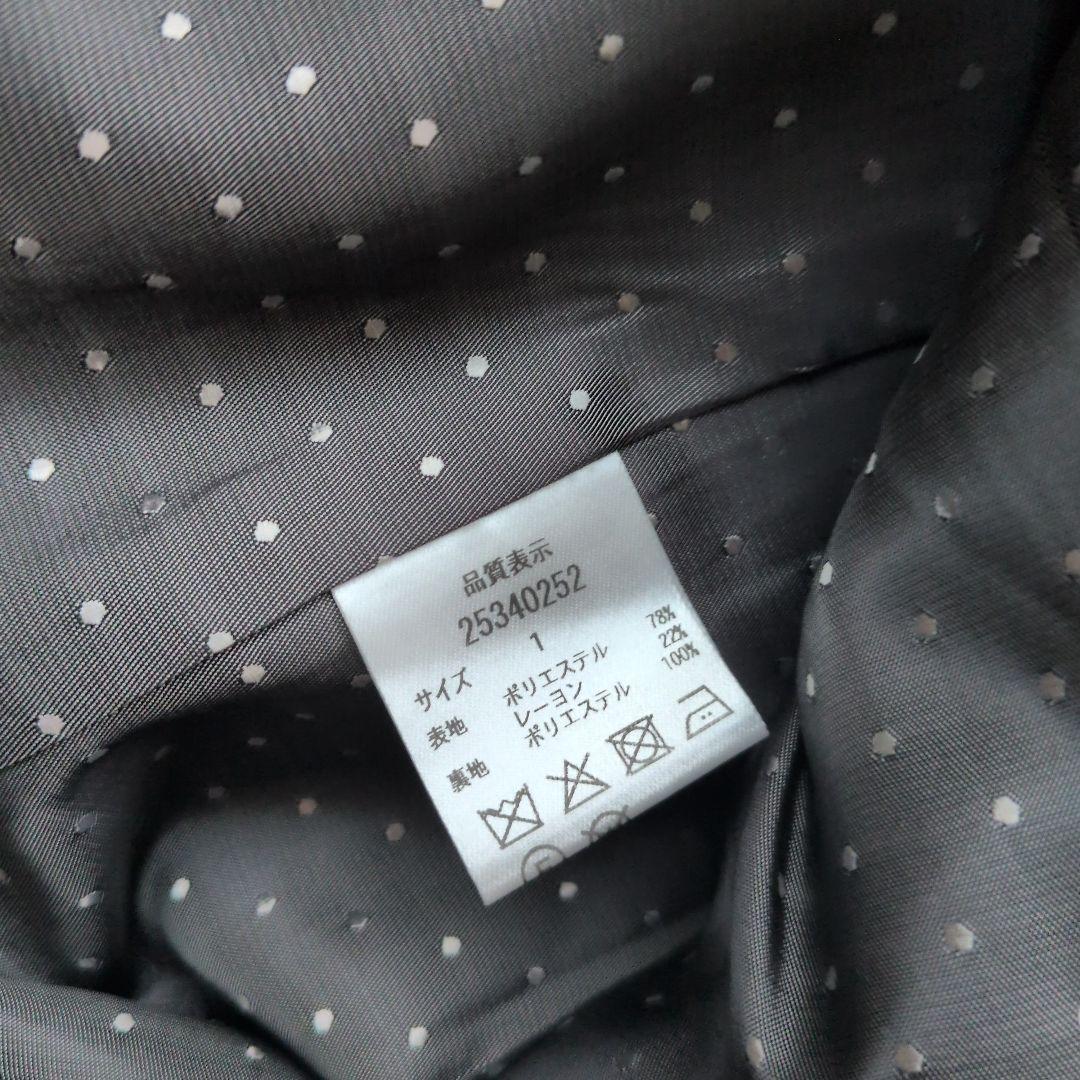 品質表示
25340252
サイズ 1
表地 ポリエステル 78%
レーヨン 22%
裏地 ポリエステル 100%
F